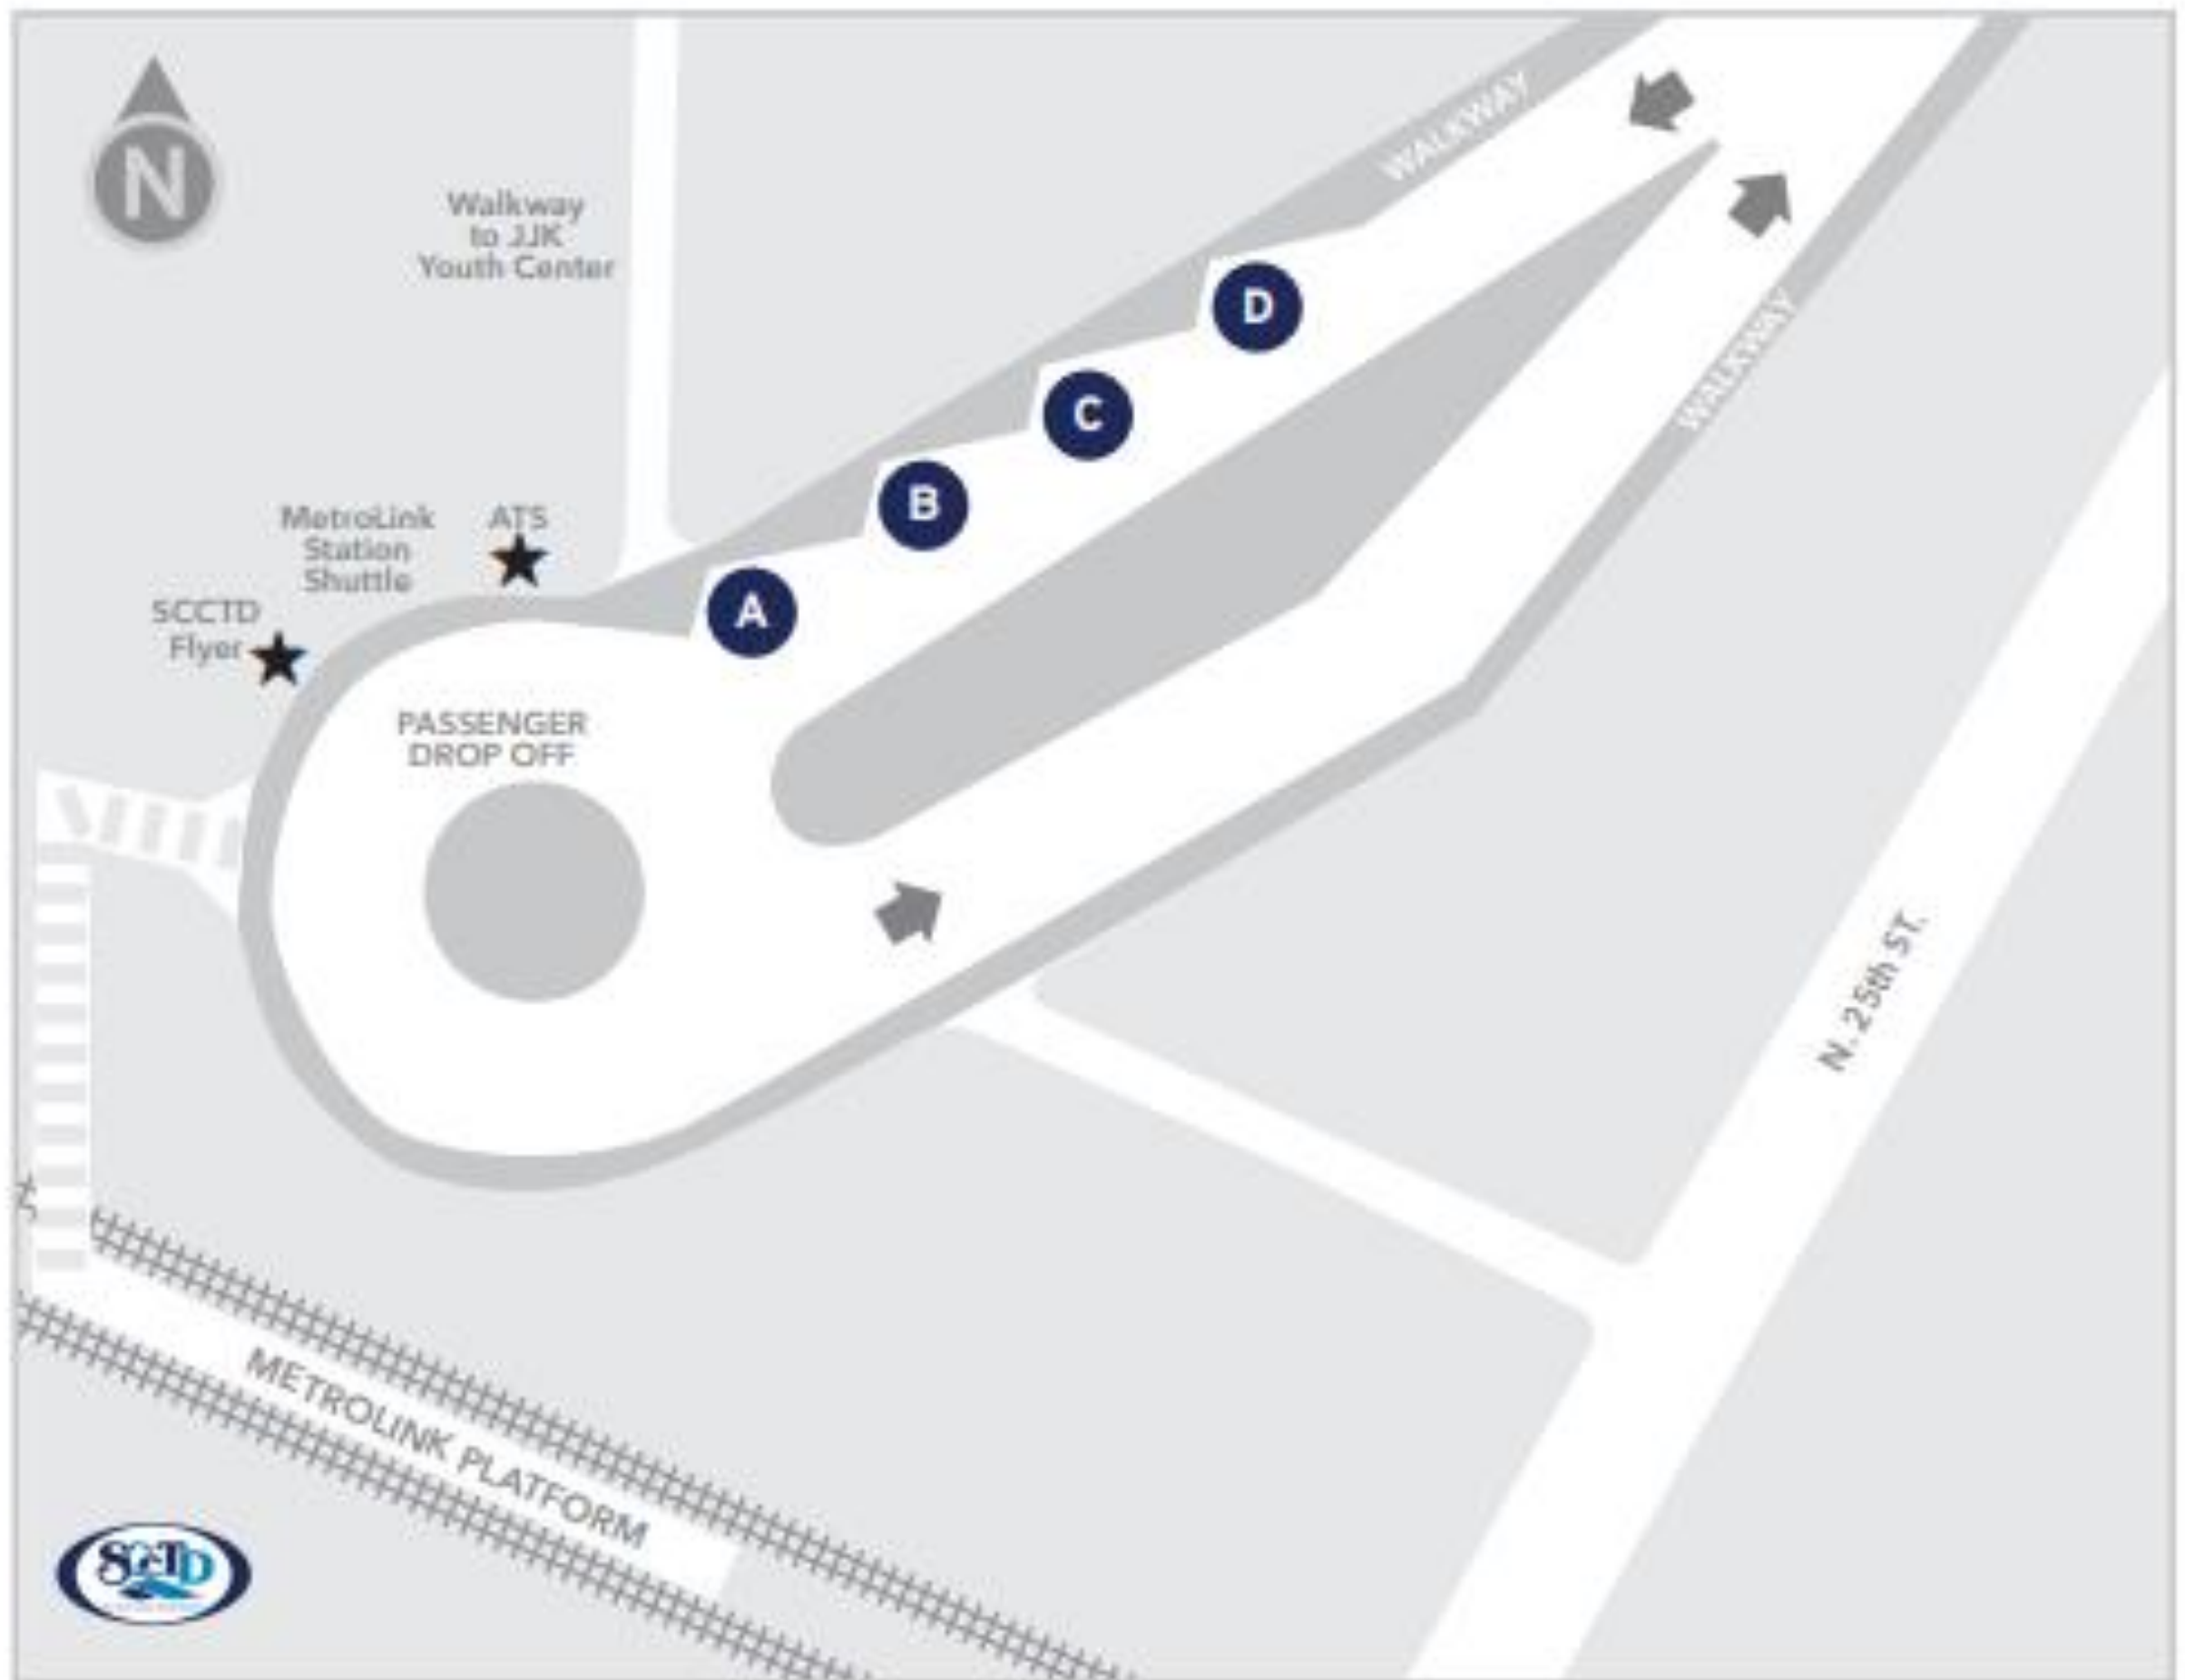 N
Walkway
to JJK
Youth Center
WALKWAY
D
C
B
A
WALKWAY
MetroLink
Station
Shuttle
ATS
SCCTD
Flyer
PASSENGER
DROP OFF
N. 25th ST.
METROLINK PLATFORM
SCCTD